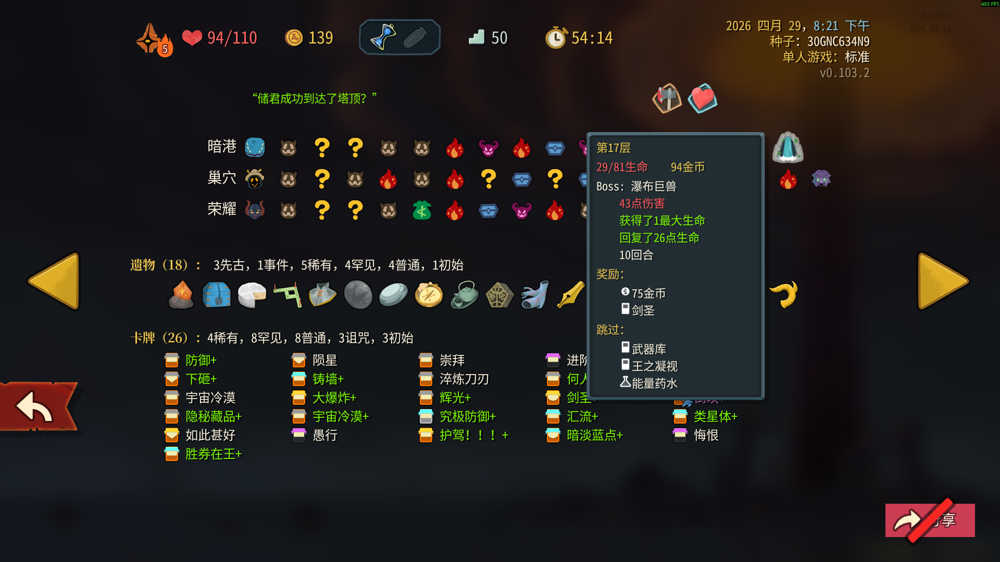 493 FPS
v0.103.2
2026.04.16
2026 四月 29，8:21 下午
种子：3OGNC634N9
单人游戏：标准
v0.103.2
5
94/110
139
50
54:14
“储君成功到达了塔顶？”
暗港
巢穴
荣耀
第17层
29/81生命 94金币
Boss：瀑布巨兽
43点伤害
获得了1最大生命
回复了26点生命
10回合
奖励：
75金币
剑圣
跳过：
武器库
王之凝视
能量药水
遗物（18）： 3先古，1事件，5稀有，4罕见，4普通，1初始
卡牌（26）： 4稀有，8罕见，8普通，3诅咒，3初始
防御+ 陨星 崇拜 进阶
下砸+ 铸墙+ 淬炼刀刃 何人
宇宙冷漠 大爆炸+ 辉光+ 剑圣+
隐秘藏品+ 宇宙冷漠+ 究极防御+ 汇流+ 类星体+
如此甚好 愚行 护驾！！！+ 暗淡蓝点+ 悔恨
胜券在王+
享